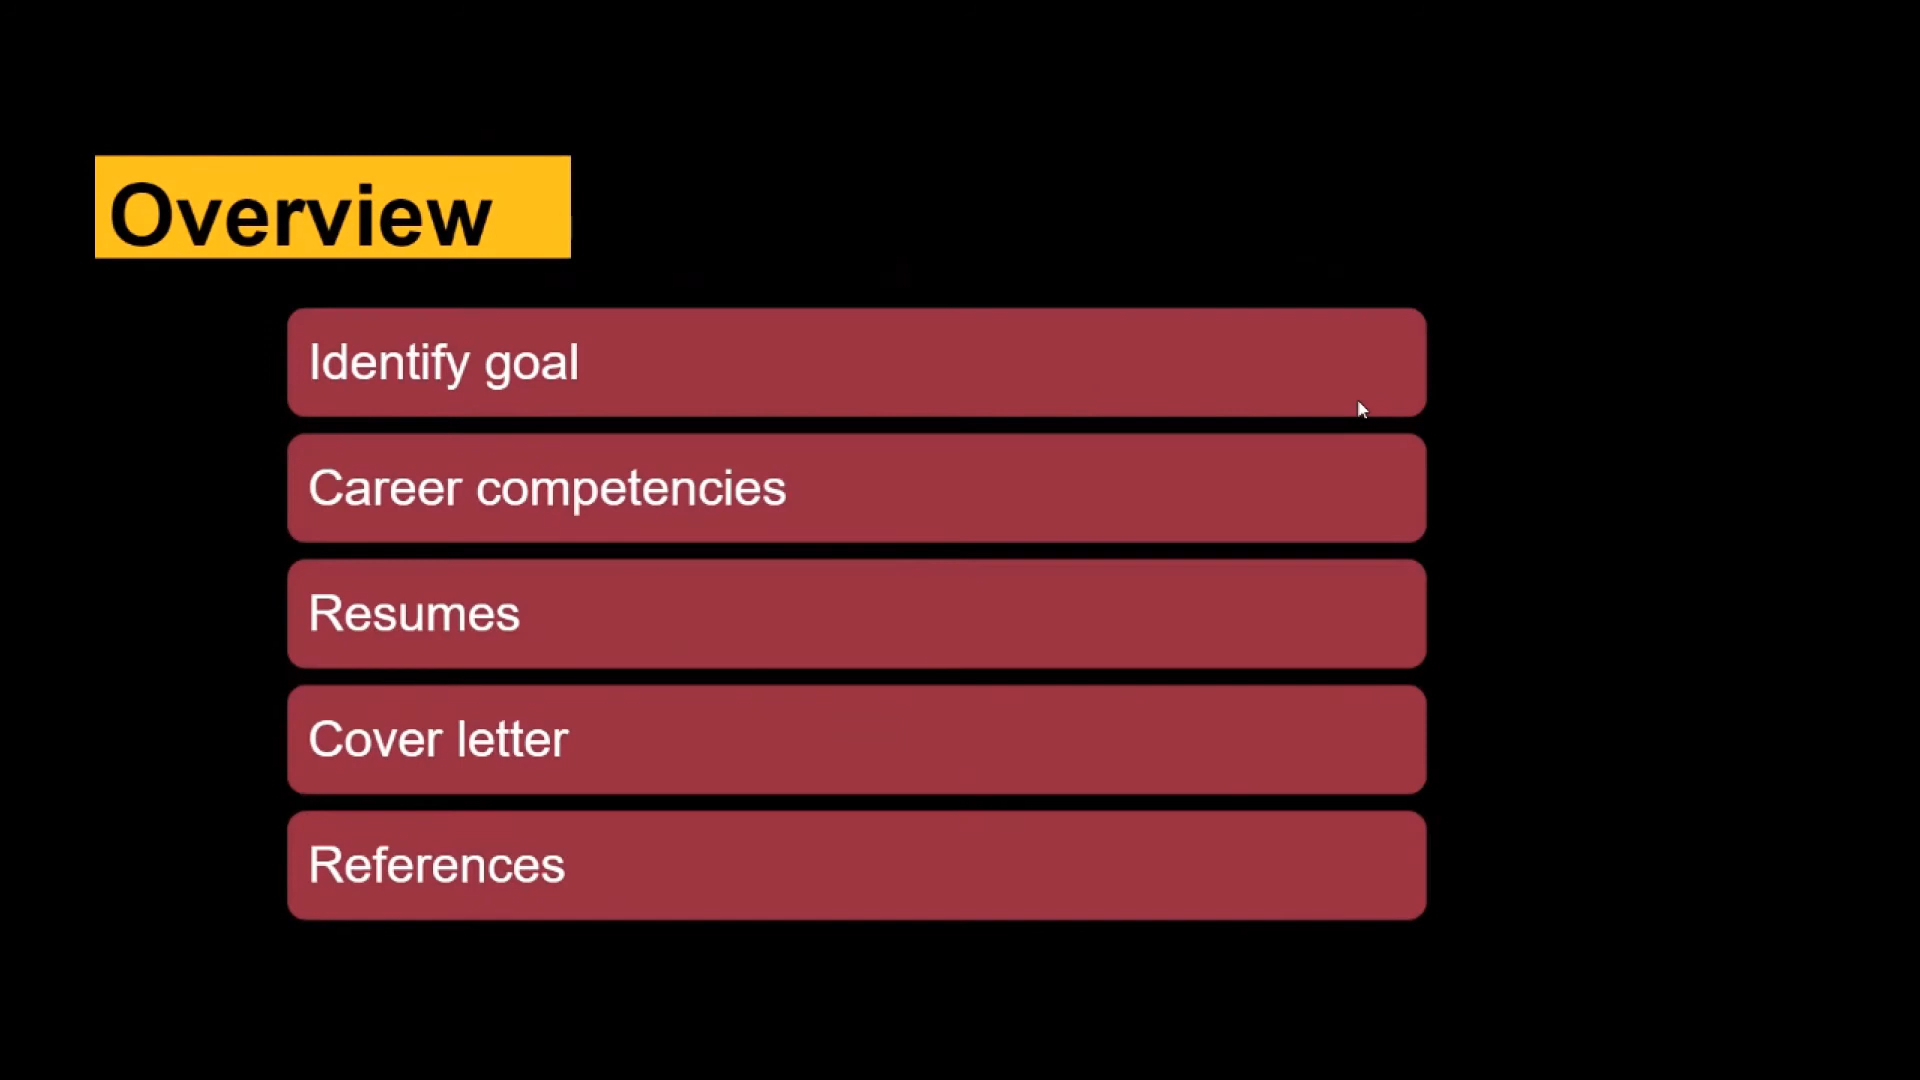 Overview
Identify goal
Career competencies
Resumes
Cover letter
References